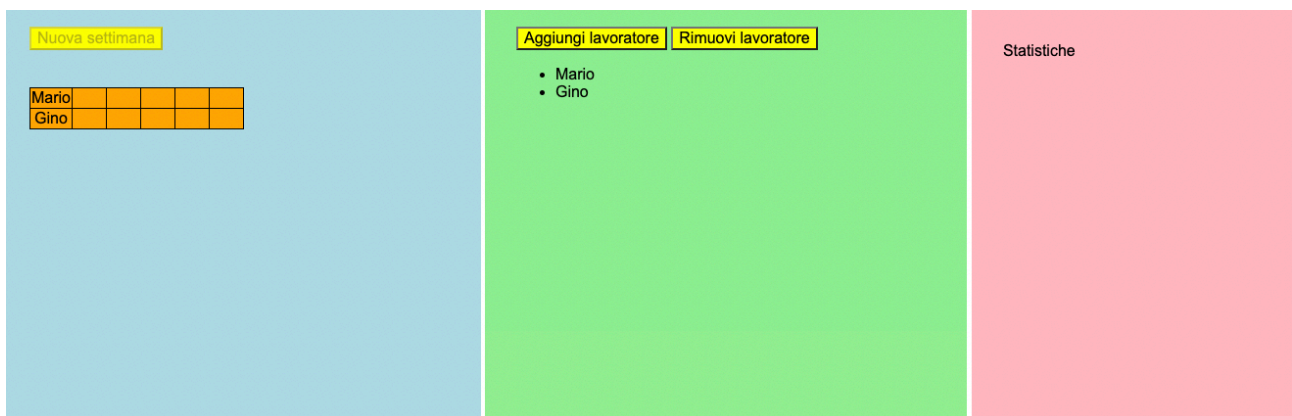 Nuova settimana
Mario
Gino
Aggiungi lavoratore Rimuovi lavoratore
Mario
Gino
Statistiche